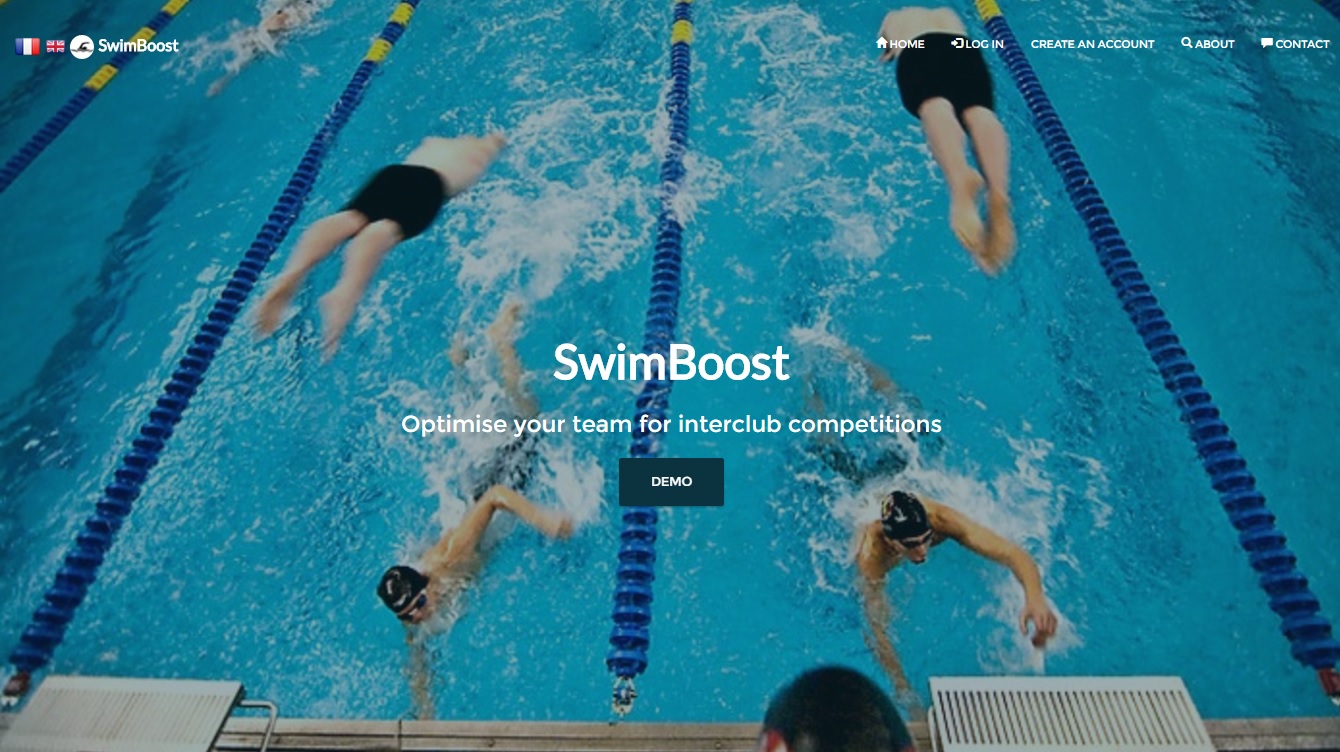 SwimBoost
HOME LOG IN CREATE AN ACCOUNT ABOUT CONTACT
SwimBoost
Optimise your team for interclub competitions
DEMO